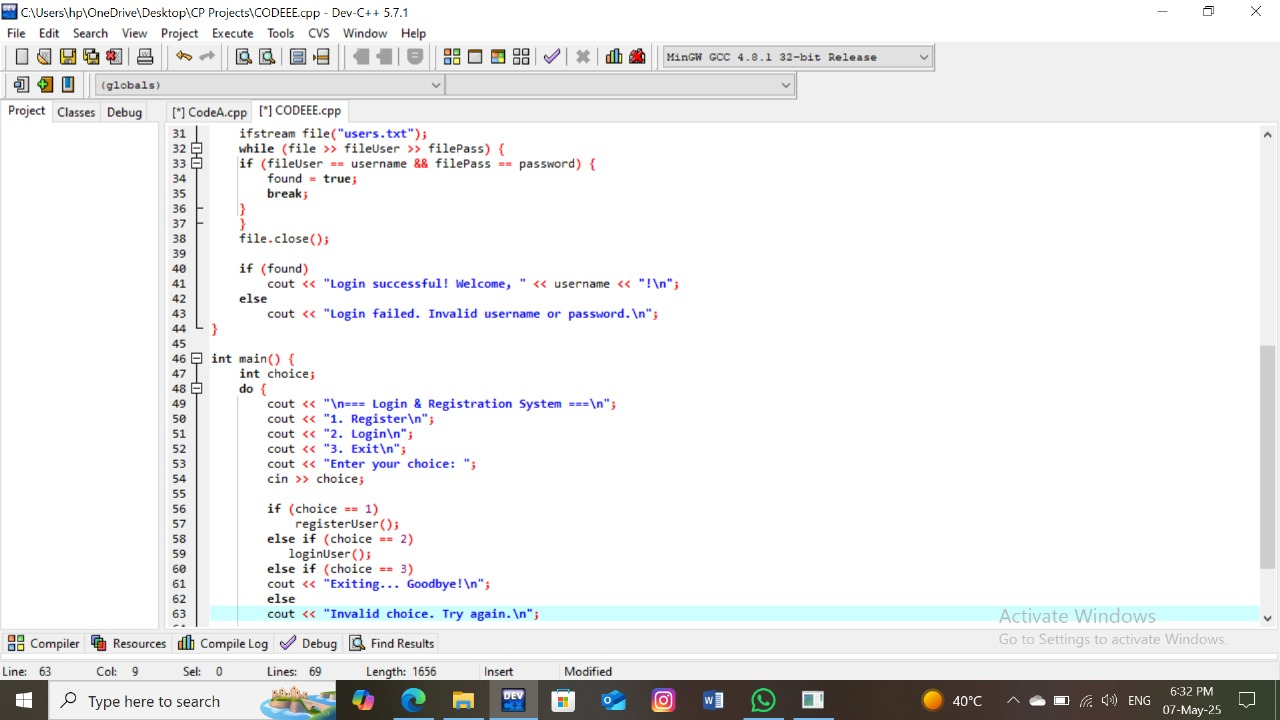 C:\Users\hp\OneDrive\Desktop\CP Projects\CODEEE.cpp - Dev-C++ 5.7.1
File Edit Search View Project Execute Tools CVS Window Help
MinGW GCC 4.8.1 32-bit Release
(globals)
Project Classes Debug [*] CodeA.cpp [*] CODEEE.cpp
31 ifstream file("users.txt");
32 while (file >> fileUser >> filePass) {
33 if (fileUser == username && filePass == password) {
34 found = true;
35 break;
36 }
37 }
38 file.close();
39
40 if (found)
41 cout << "Login successful! Welcome, " << username << "!\n";
42 else
43 cout << "Login failed. Invalid username or password.\n";
44 }
45
46 int main() {
47 int choice;
48 do {
49 cout << "\n=== Login & Registration System ===\n";
50 cout << "1. Register\n";
51 cout << "2. Login\n";
52 cout << "3. Exit\n";
53 cout << "Enter your choice: ";
54 cin >> choice;
55
56 if (choice == 1)
57 registerUser();
58 else if (choice == 2)
59 loginUser();
60 else if (choice == 3)
61 cout << "Exiting... Goodbye!\n";
62 else
63 cout << "Invalid choice. Try again.\n";
Activate Windows
Go to Settings to activate Windows.
Compiler Resources Compile Log Debug Find Results
Line: 63 Col: 9 Sel: 0 Lines: 69 Length: 1656 Insert Modified
Type here to search
DEV
40°C
ENG
6:32 PM
07-May-25